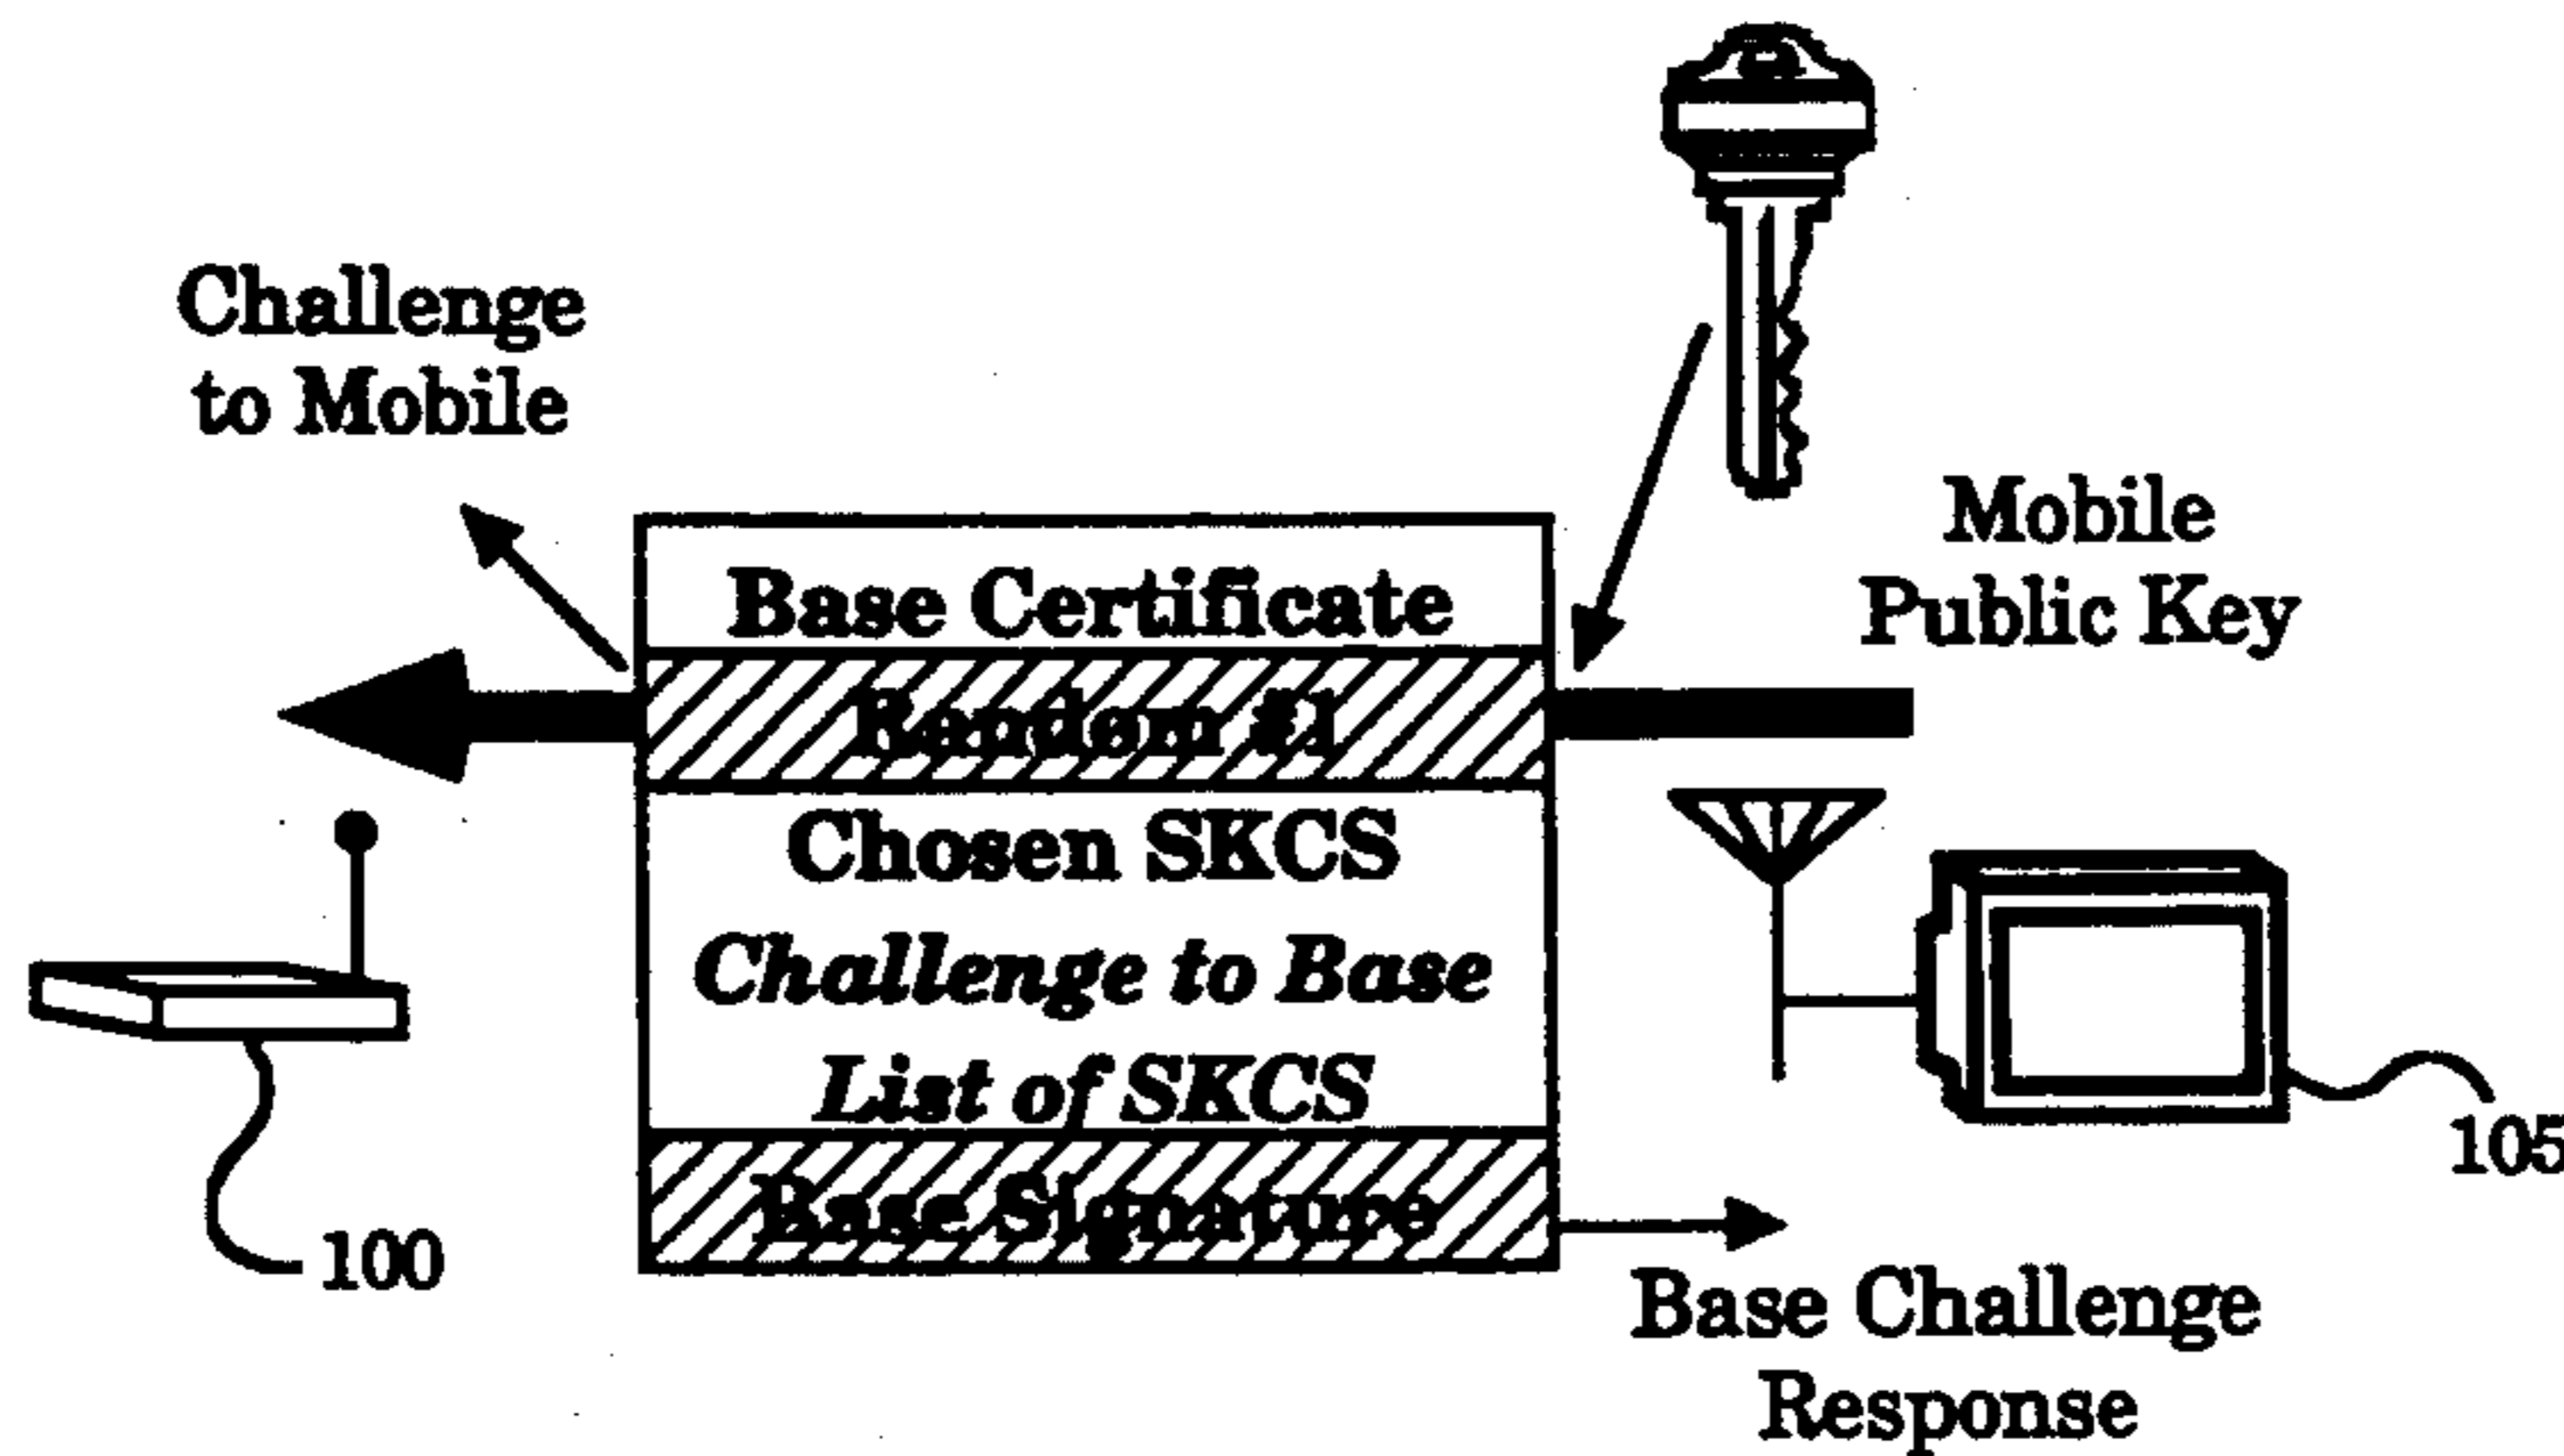 Challenge
to Mobile
Mobile
Public Key
Base Certificate
Random #1
Chosen SKCS
Challenge to Base
List of SKCS
Base Signature
100
105
Base Challenge
Response